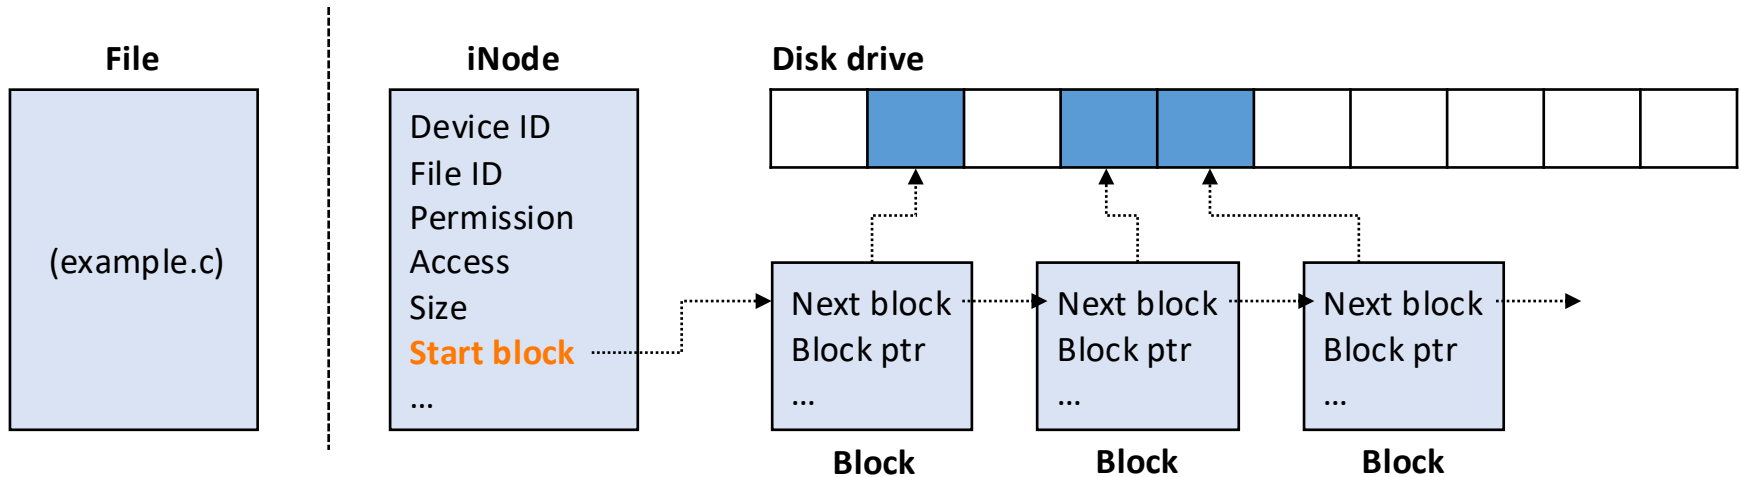 File
(example.c)
iNode
Device ID
File ID
Permission
Access
Size
Start block
...
Disk drive
Next block
Block ptr
...
Block
Next block
Block ptr
...
Block
Next block
Block ptr
...
Block